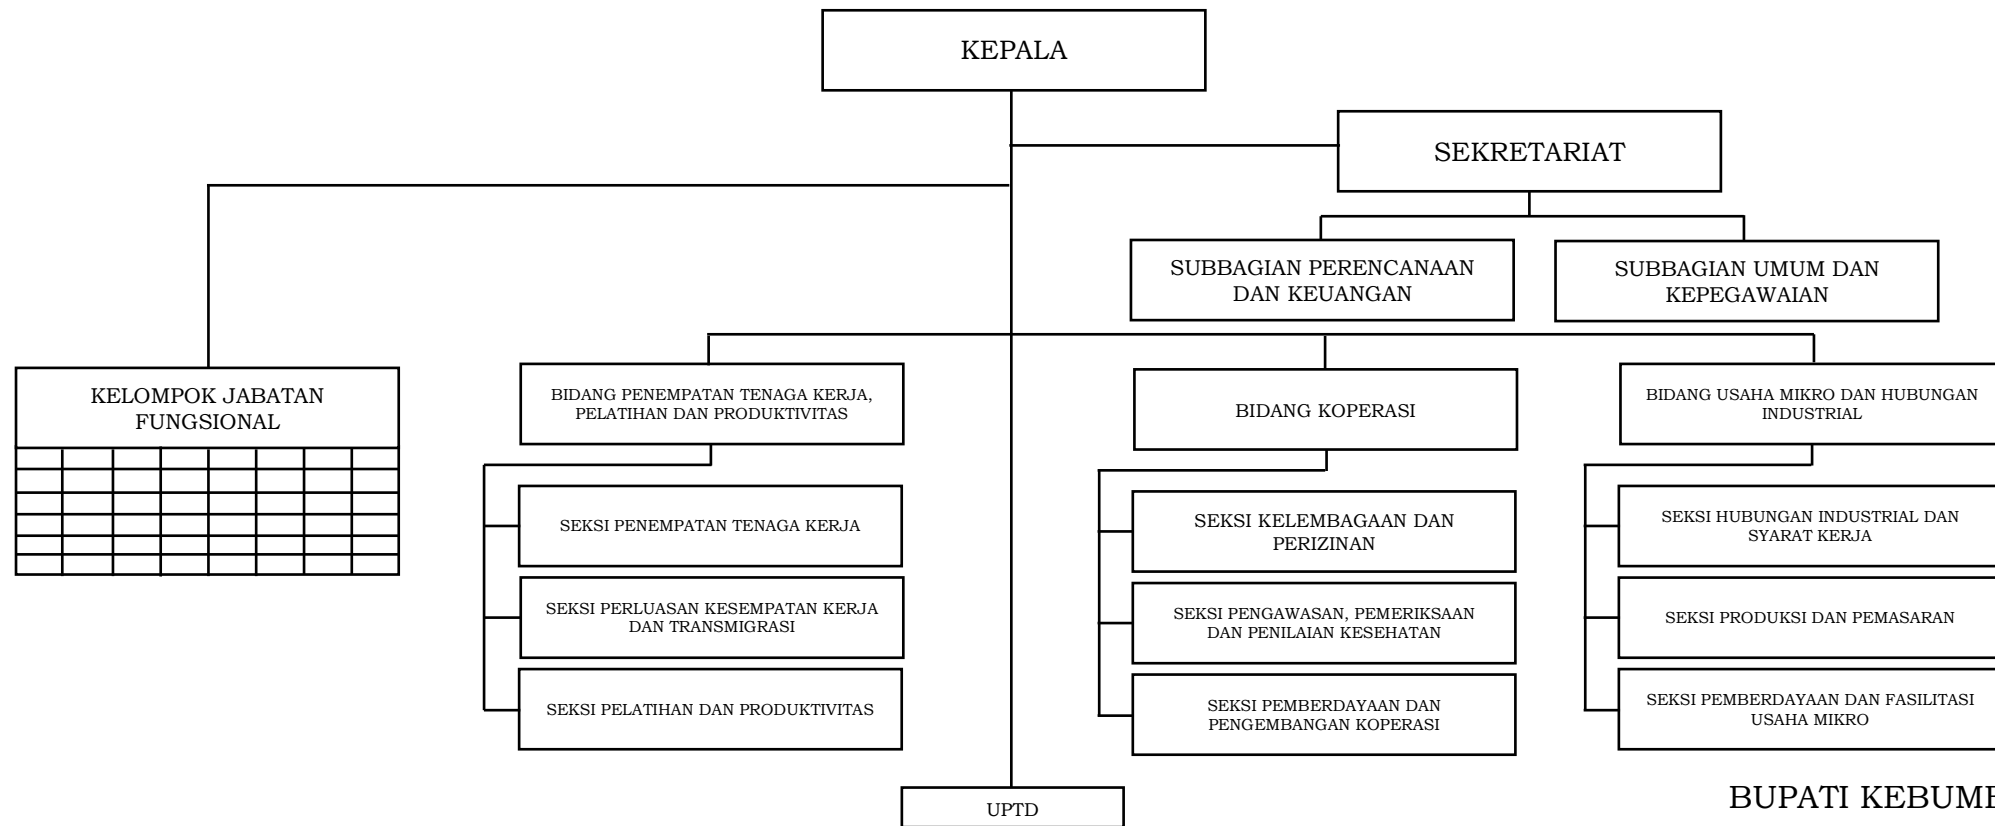 KEPALA
SEKRETARIAT
SUBBAGIAN PERENCANAAN
DAN KEUANGAN
SUBBAGIAN UMUM DAN
KEPEGAWAIAN
KELOMPOK JABATAN
FUNGSIONAL
BIDANG PENEMPATAN TENAGA KERJA,
PELATIHAN DAN PRODUKTIVITAS
SEKSI PENEMPATAN TENAGA KERJA
SEKSI PERLUASAN KESEMPATAN KERJA
DAN TRANSMIGRASI
SEKSI PELATIHAN DAN PRODUKTIVITAS
BIDANG KOPERASI
SEKSI KELEMBAGAAN DAN
PERIZINAN
SEKSI PENGAWASAN, PEMERIKSAAN
DAN PENILAIAN KESEHATAN
SEKSI PEMBERDAYAAN DAN
PENGEMBANGAN KOPERASI
BIDANG USAHA MIKRO DAN HUBUNGAN
INDUSTRIAL
SEKSI HUBUNGAN INDUSTRIAL DAN
SYARAT KERJA
SEKSI PRODUKSI DAN PEMASARAN
SEKSI PEMBERDAYAAN DAN FASILITASI
USAHA MIKRO
UPTD
BUPATI